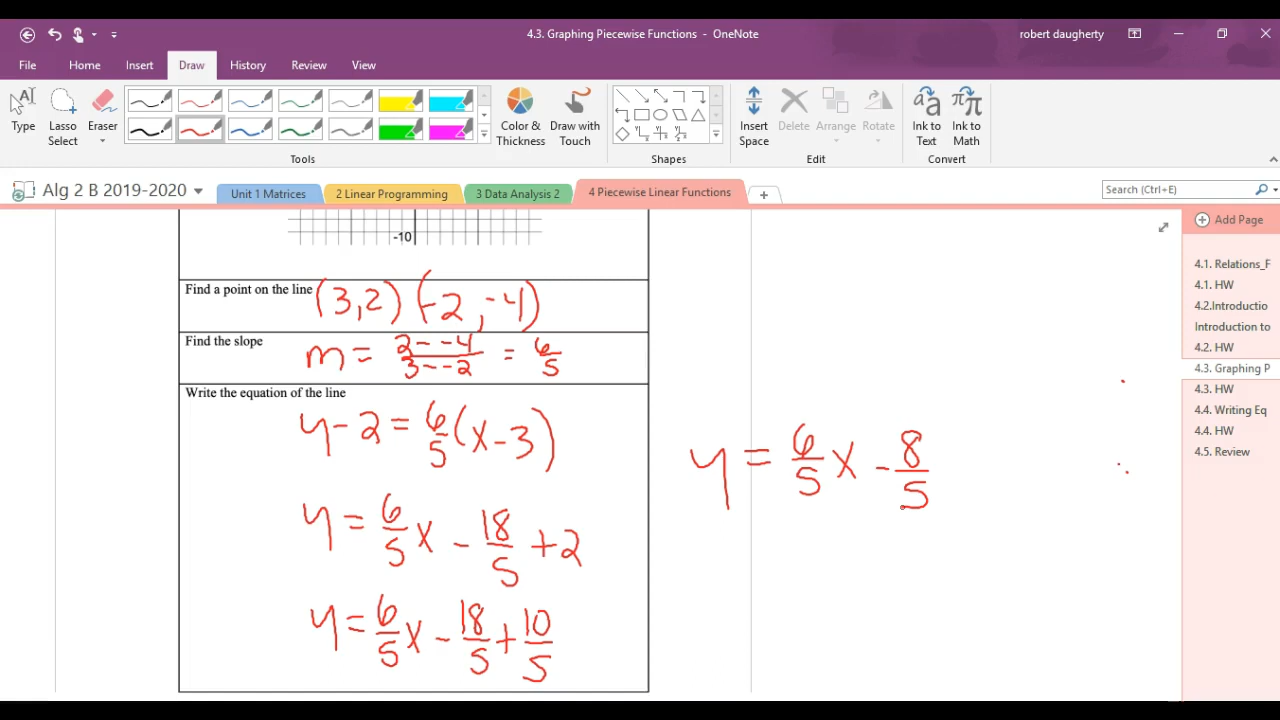 4.3. Graphing Piecewise Functions - OneNote
robert daugherty
File Home Insert Draw History Review View
Type
Lasso Select
Eraser
Color & Thickness
Draw with Touch
Insert Space
Delete
Arrange
Rotate
Ink to Text
Ink to Math
Tools
Shapes
Edit
Convert
Alg 2 B 2019-2020
Unit 1 Matrices
2 Linear Programming
3 Data Analysis 2
4 Piecewise Linear Functions
+
Search (Ctrl+E)
Add Page
4.1. Relations_F
4.1. HW
4.2.Introductio
Introduction to
4.2. HW
4.3. Graphing P
4.3. HW
4.4. Writing Eq
4.4. HW
4.5. Review
-10
Find a point on the line (3,2) (-2,-4)
Find the slope m = 2--4/3--2 = 6/5
Write the equation of the line
y-2 = 6/5(x-3)
y = 6/5x - 18/5 + 2
y = 6/5x - 18/5 + 10/5
y = 6/5x - 8/5